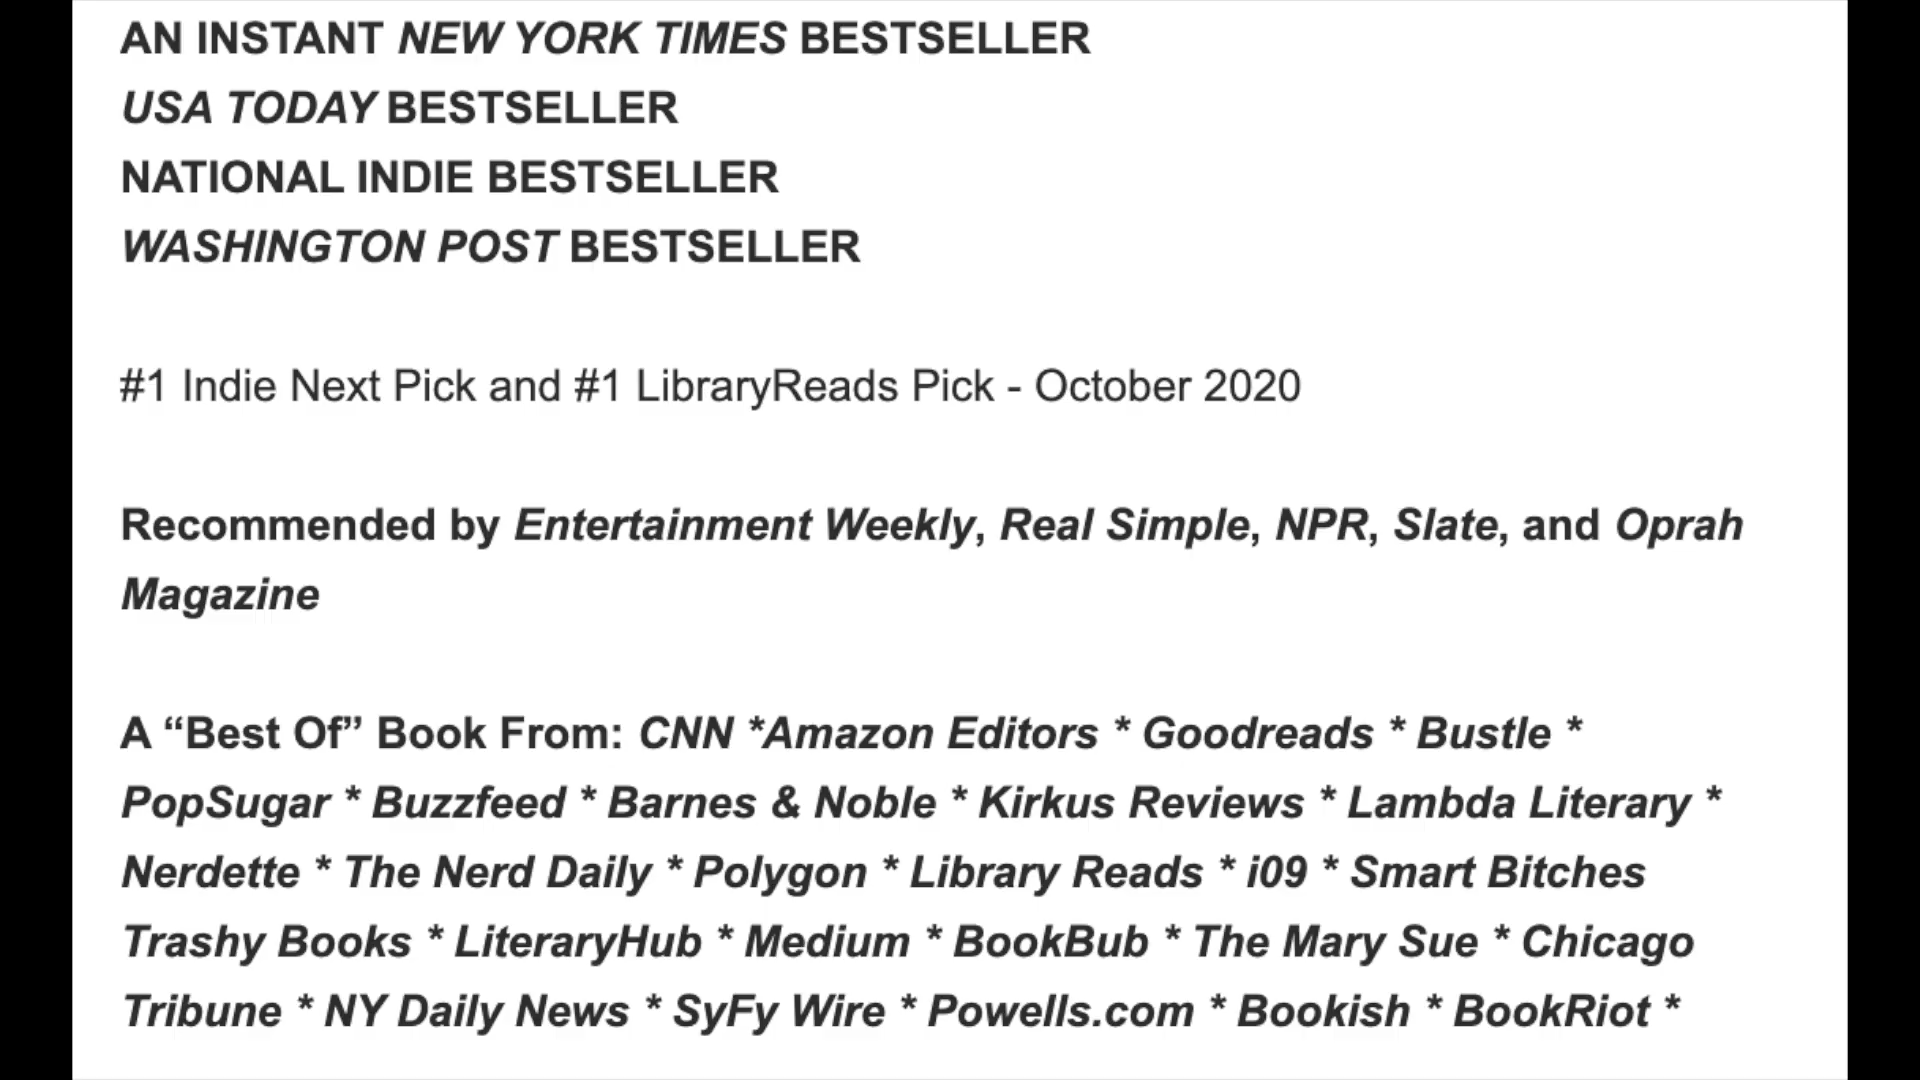 AN INSTANT NEW YORK TIMES BESTSELLER
USA TODAY BESTSELLER
NATIONAL INDIE BESTSELLER
WASHINGTON POST BESTSELLER
#1 Indie Next Pick and #1 LibraryReads Pick - October 2020
Recommended by Entertainment Weekly, Real Simple, NPR, Slate, and Oprah
Magazine
A “Best Of” Book From: CNN *Amazon Editors * Goodreads * Bustle *
PopSugar * Buzzfeed * Barnes & Noble * Kirkus Reviews * Lambda Literary *
Nerdette * The Nerd Daily * Polygon * Library Reads * i09 * Smart Bitches
Trashy Books * LiteraryHub * Medium * BookBub * The Mary Sue * Chicago
Tribune * NY Daily News * SyFy Wire * Powells.com * Bookish * BookRiot *